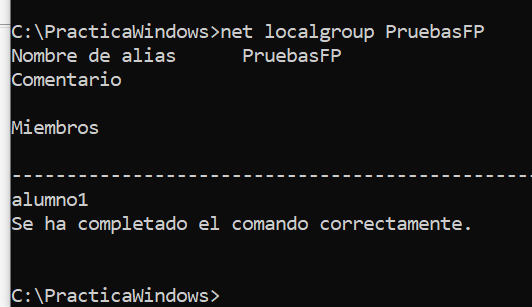 C:\PracticaWindows>net localgroup PruebasFP
Nombre de alias      PruebasFP
Comentario
Miembros
-----------------------------------------------
alumno1
Se ha completado el comando correctamente.
C:\PracticaWindows>